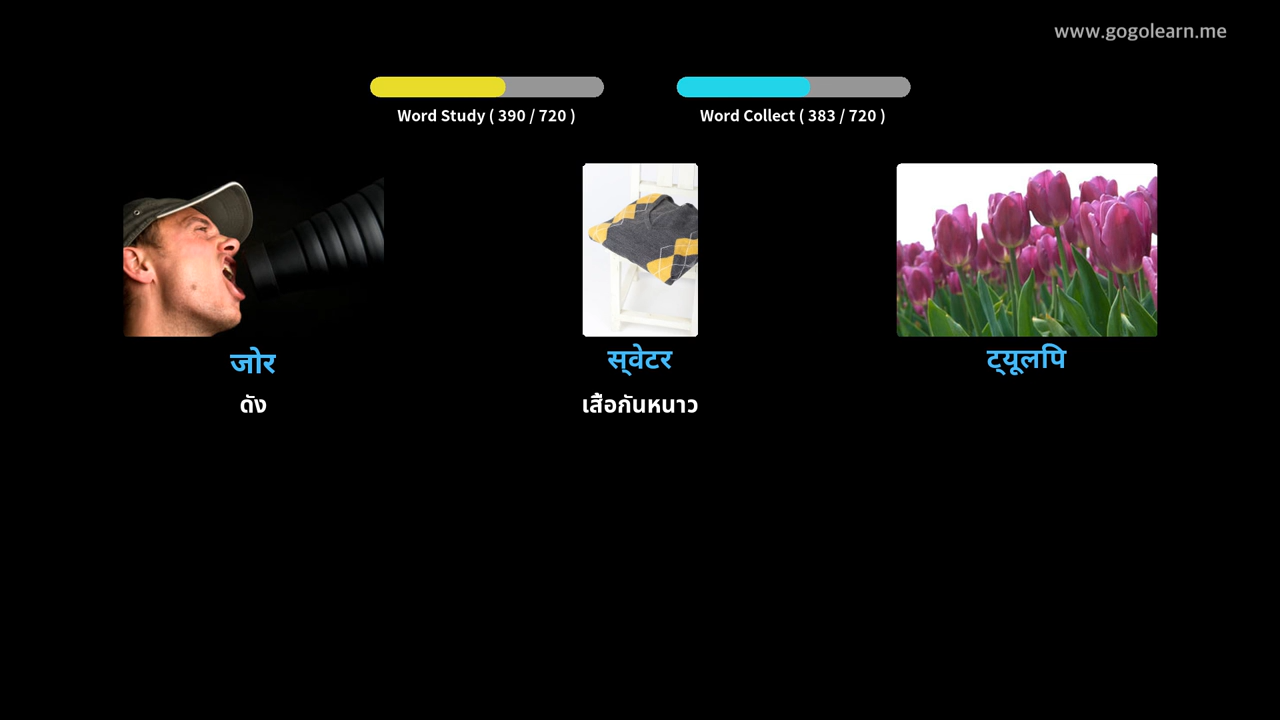 www.gogolearn.me
Word Study ( 390 / 720 )
Word Collect ( 383 / 720 )
जोर
स्वेटर
ट्यूलपि
ดัง
เสื้อกันหนาว